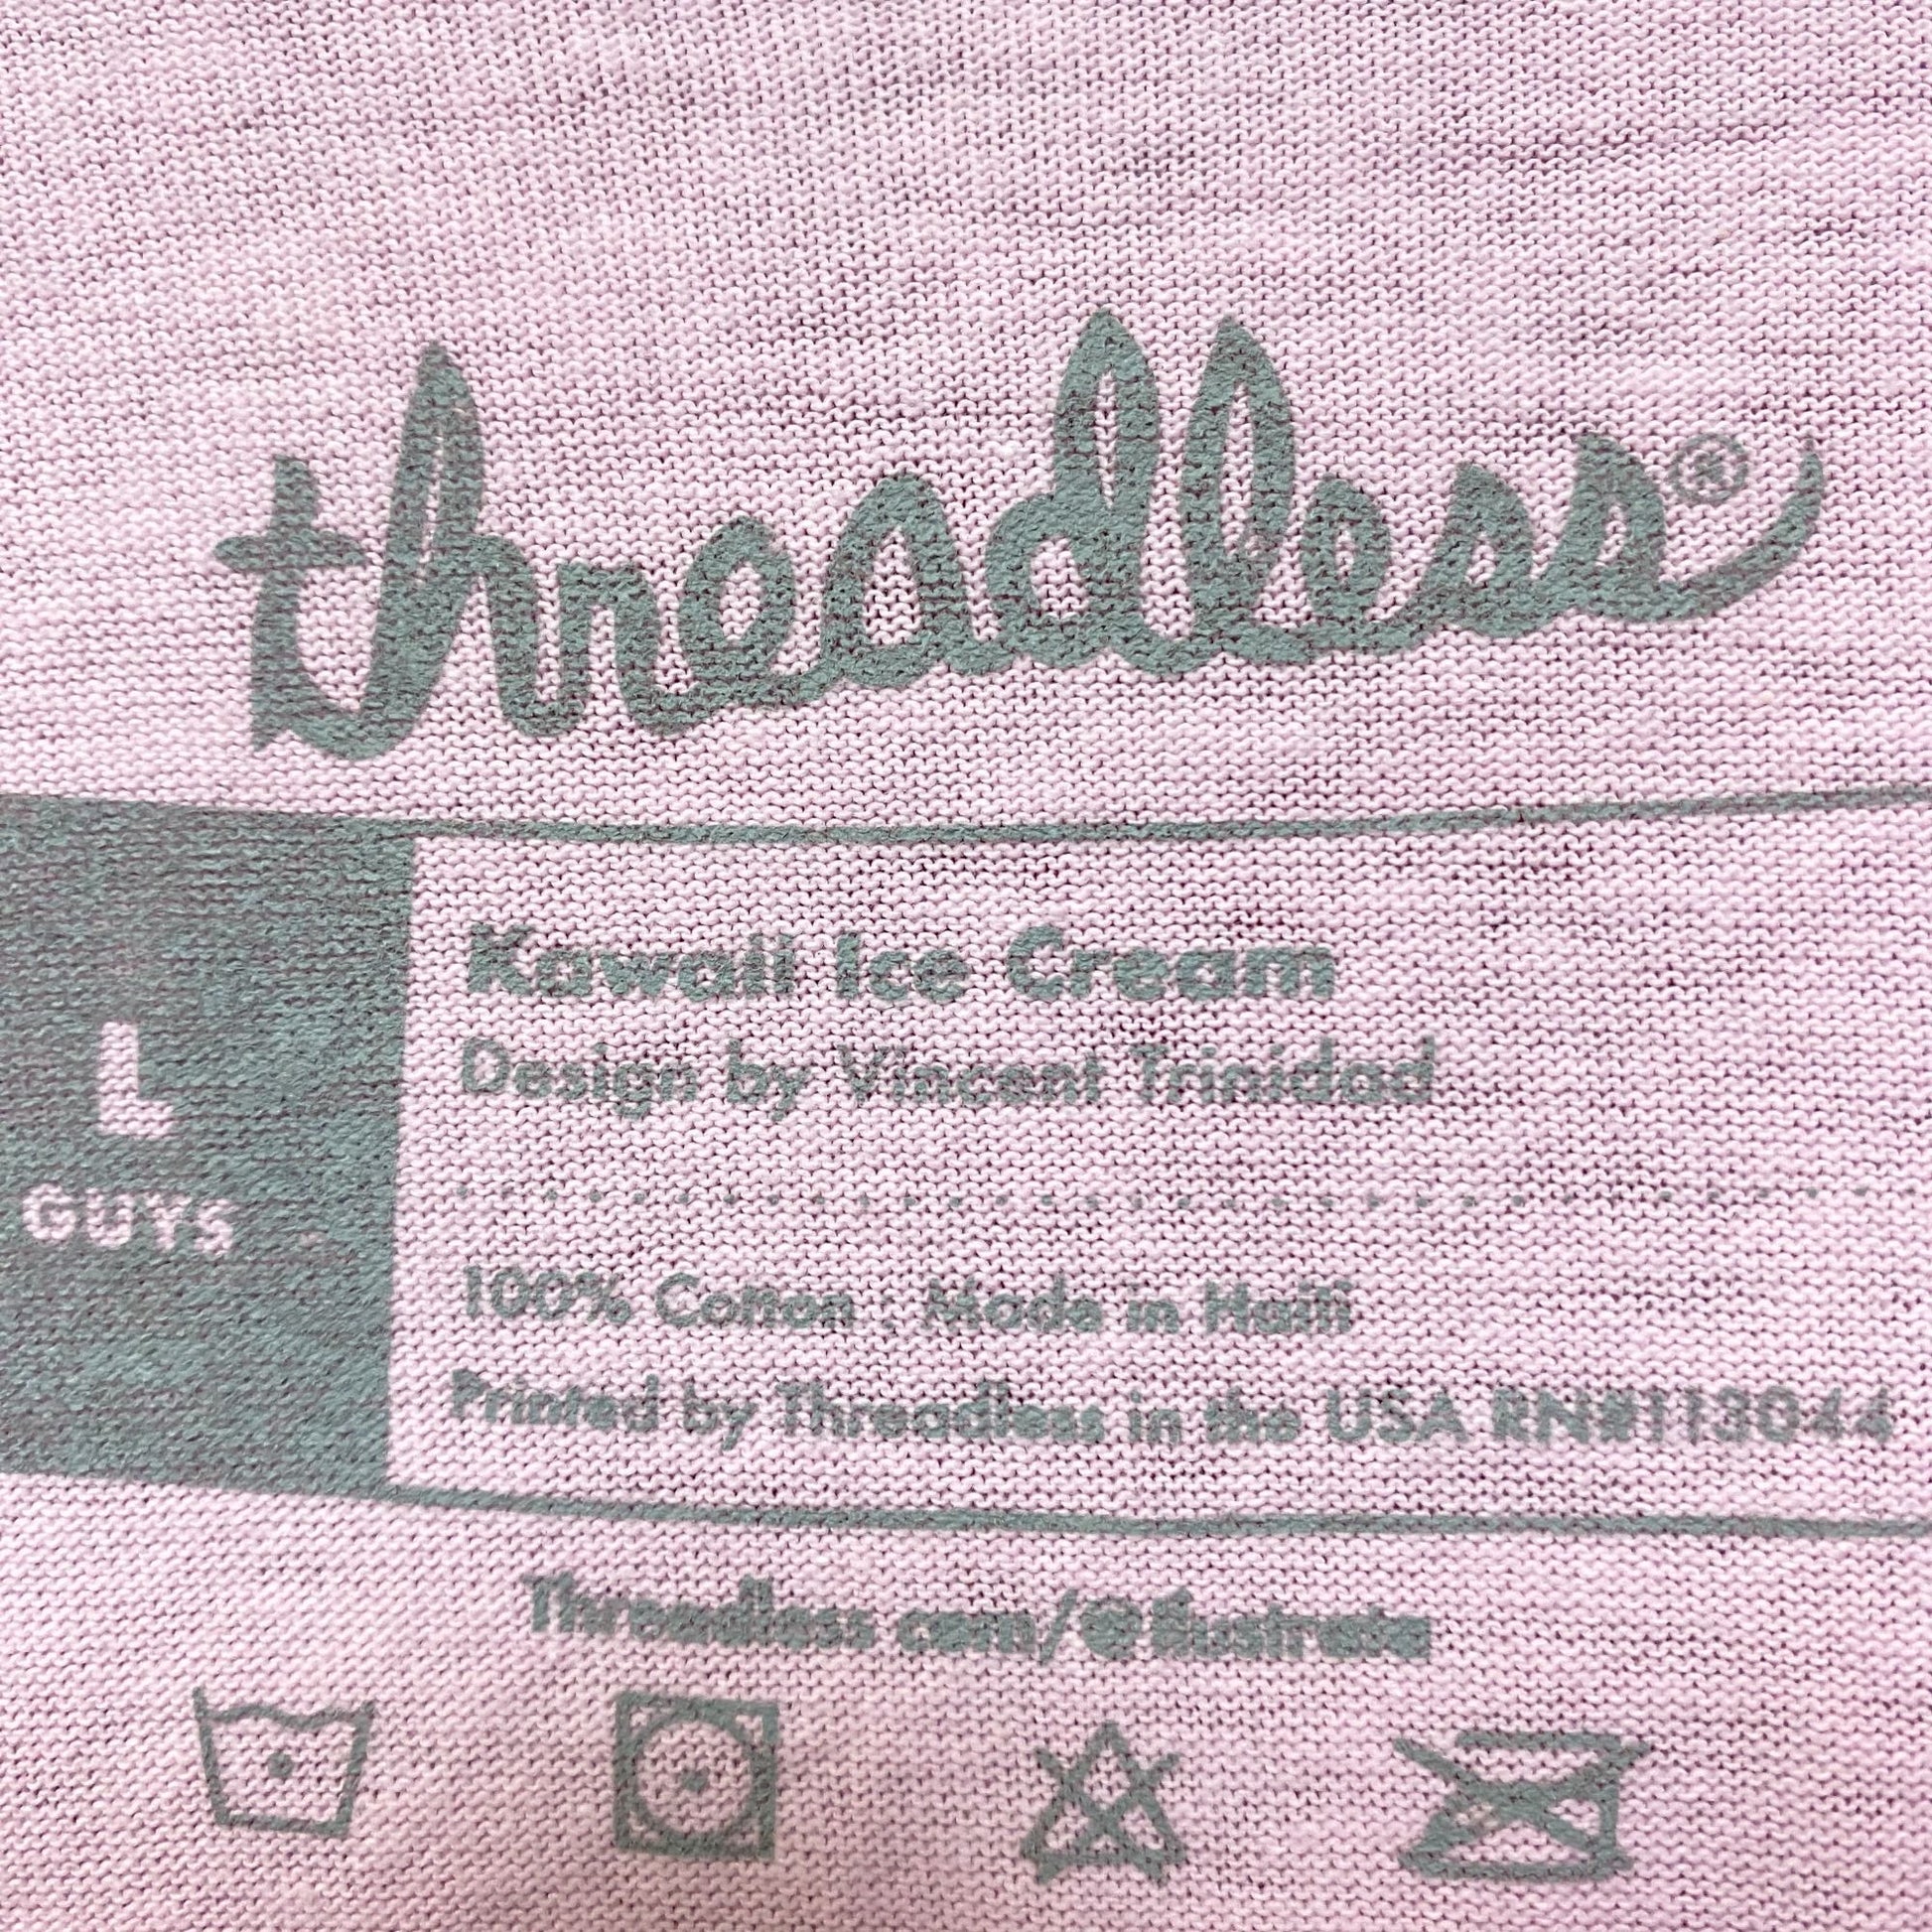 threadless®
Kawaii Ice Cream
Design by Vincent Trinidad
L
GUYS
100% Cotton . Made in Haiti
Printed by Threadless in the USA RN#113044
Threadless.com/@illustrata